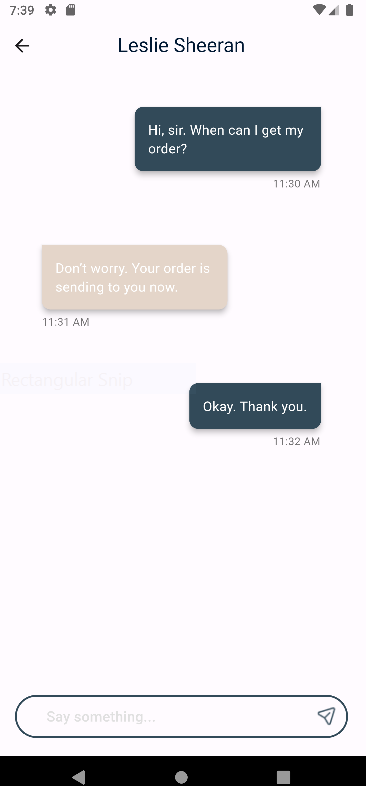 7:39
Leslie Sheeran
Hi, sir. When can I get my
order?
11:30 AM
Don't worry. Your order is
sending to you now.
11:31 AM
Rectangular Snip
Okay. Thank you.
11:32 AM
Say something...